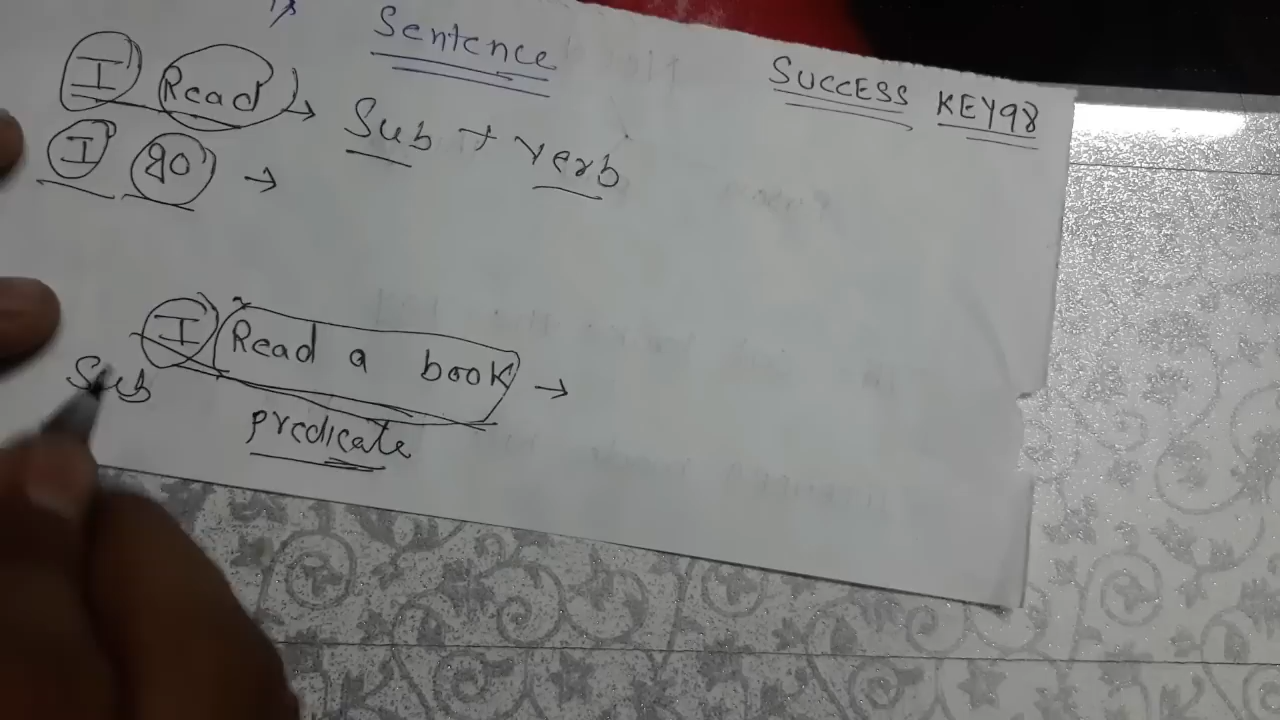 Sentence
SUCCESS KEY98
I Read → Sub + verb
I go →
I Read a book →
Sub
predicate